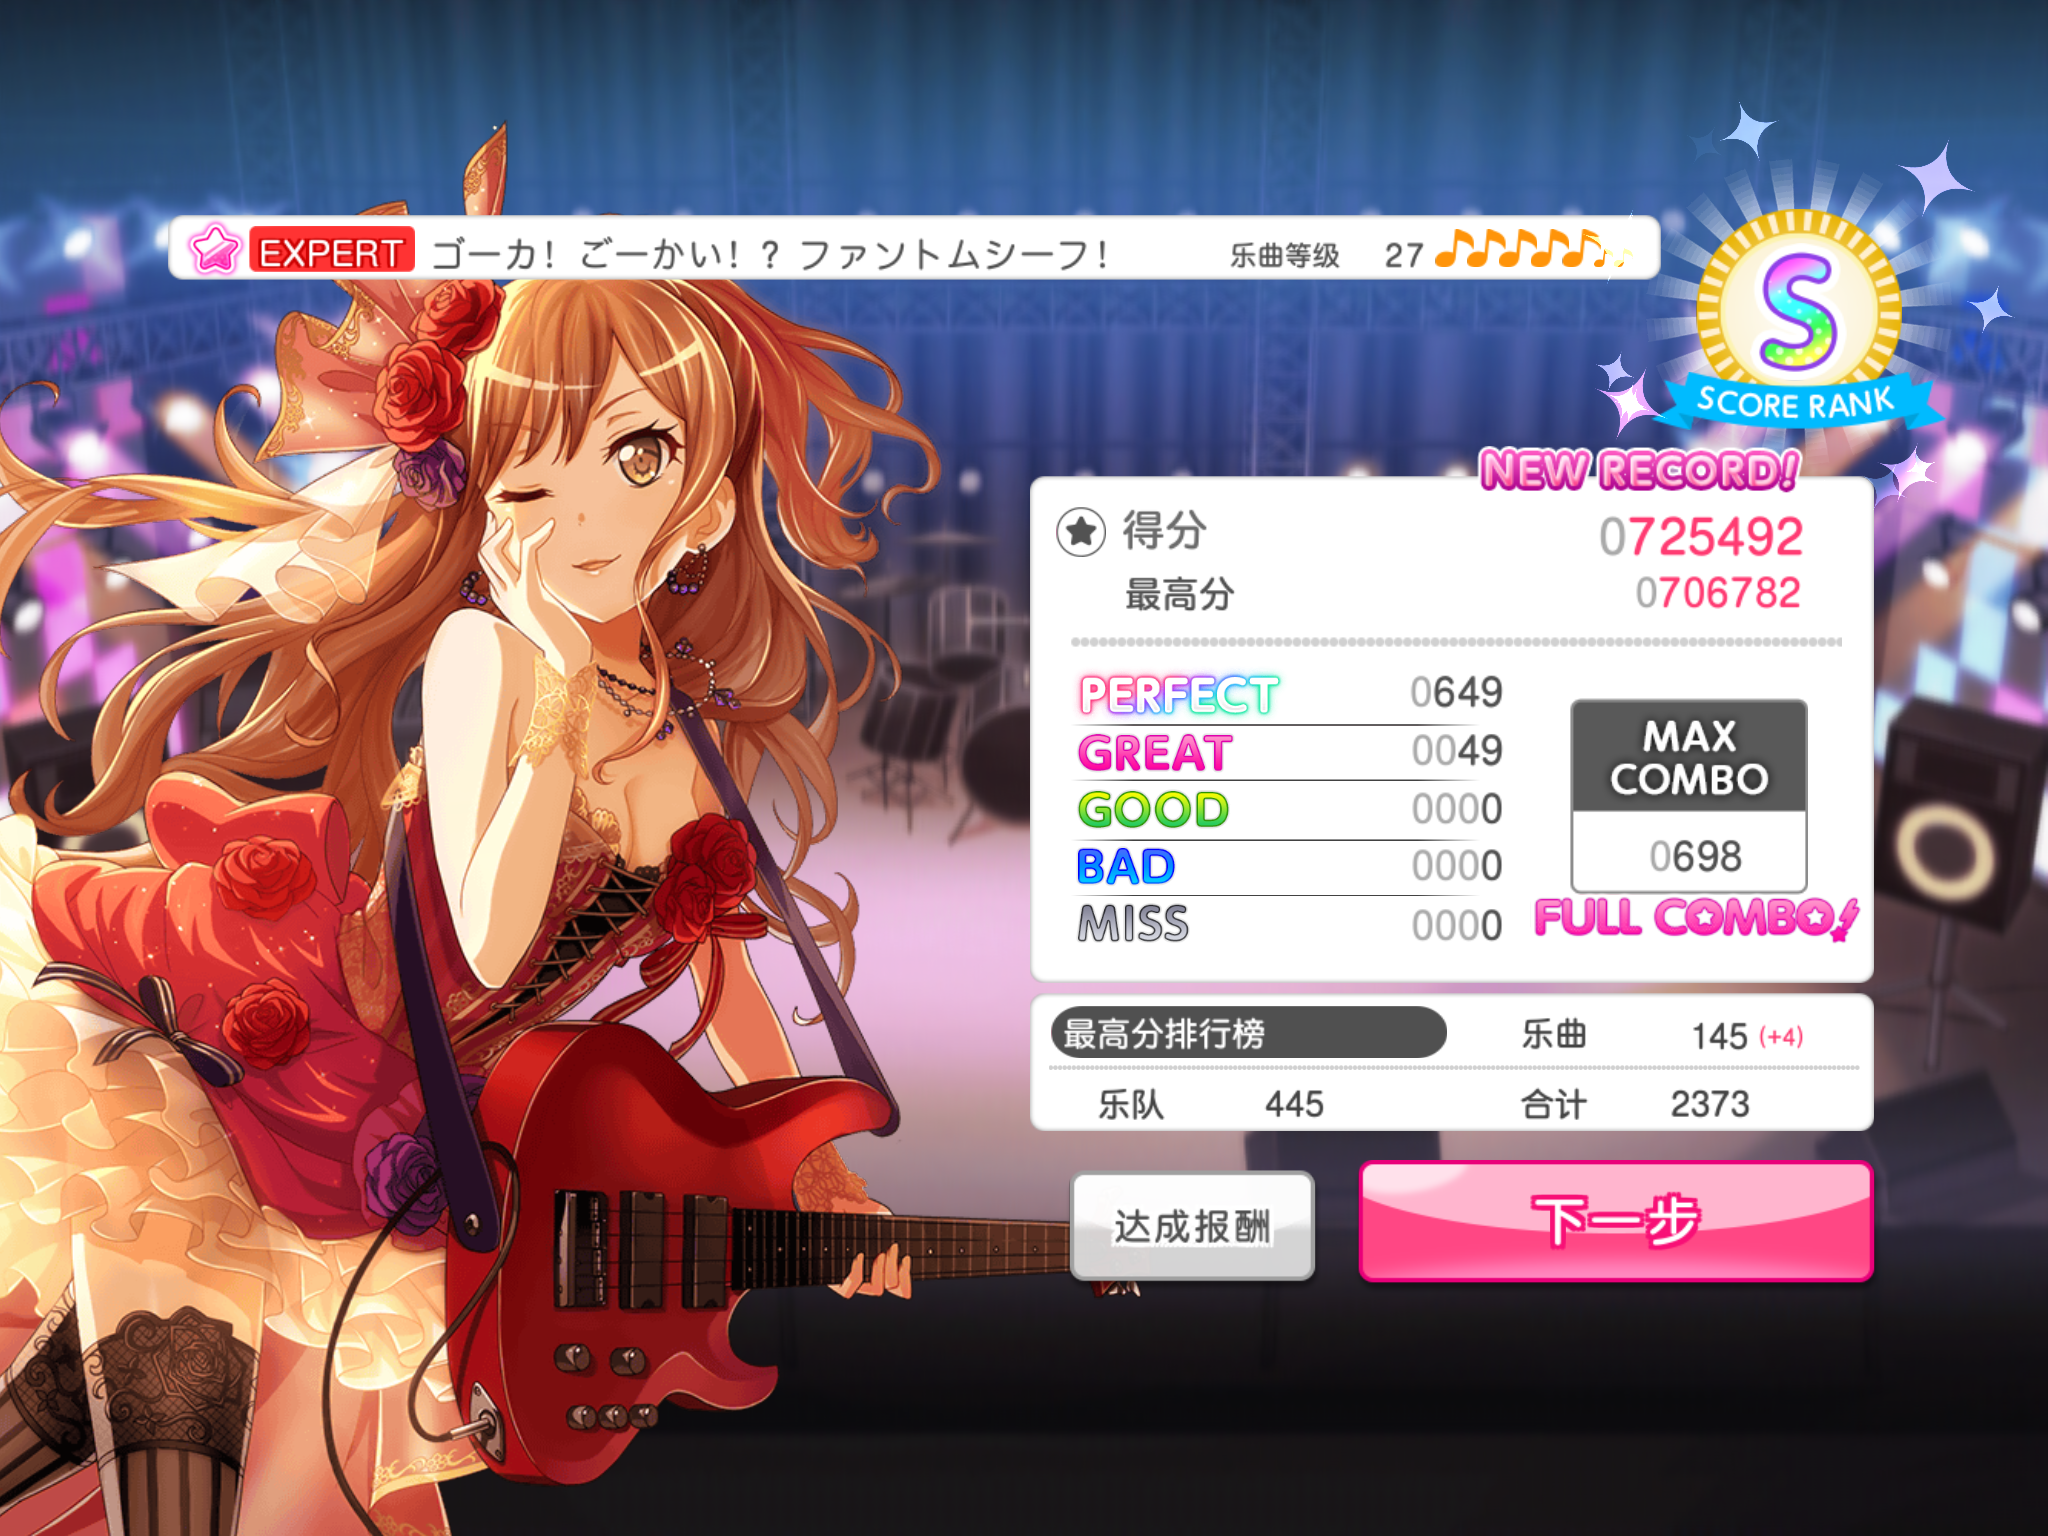 EXPERT ゴーカ！ごーかい！？ファントムシーフ！ 乐曲等级 27
S
SCORE RANK
NEW RECORD!
得分 0725492
最高分 0706782
PERFECT 0649
GREAT 0049
GOOD 0000
BAD 0000
MISS 0000
MAX
COMBO
0698
FULL COMBO!
最高分排行榜 乐曲 145 (+4)
乐队 445 合计 2373
达成报酬
下一步